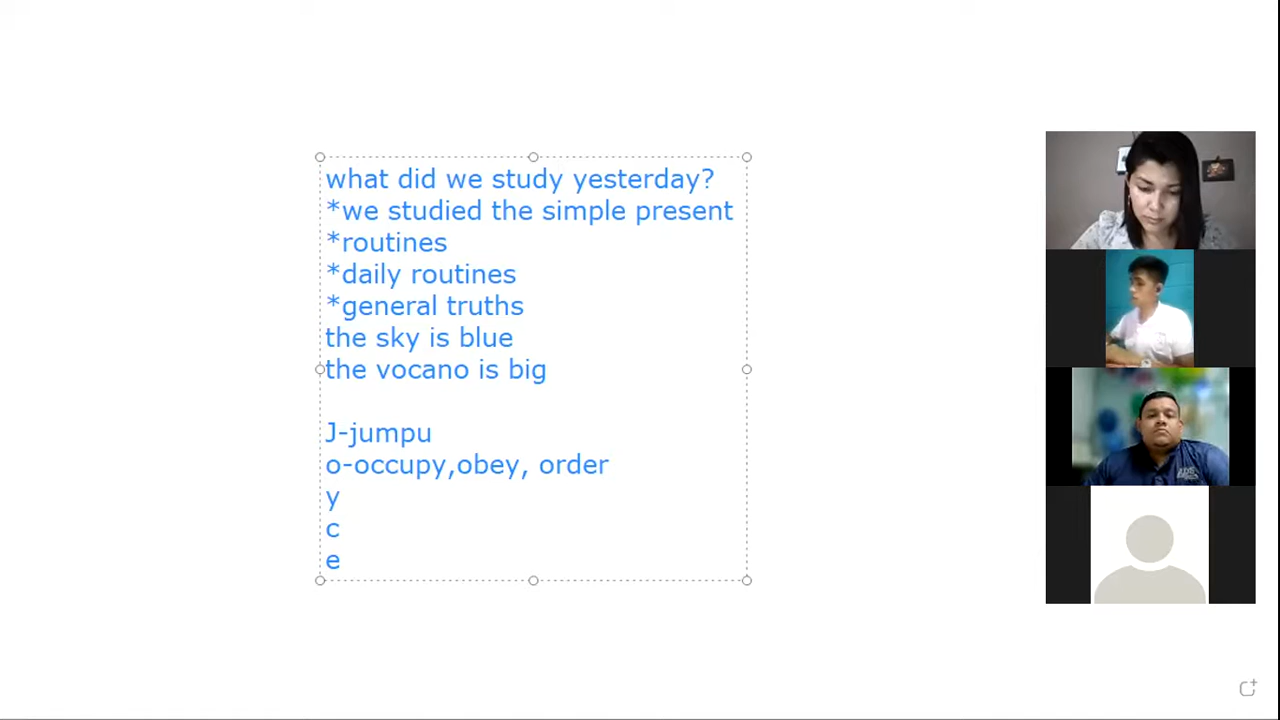 what did we study yesterday?
*we studied the simple present
*routines
*daily routines
*general truths
the sky is blue
the vocano is big
J-jumpu
o-occupy,obey, order
y
c
e